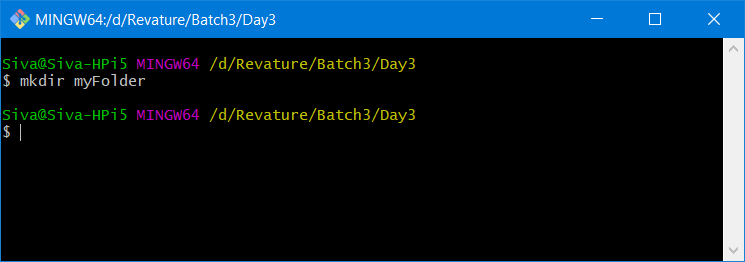 MINGW64:/d/Revature/Batch3/Day3
Siva@Siva-HPi5 MINGW64 /d/Revature/Batch3/Day3
$ mkdir myFolder
Siva@Siva-HPi5 MINGW64 /d/Revature/Batch3/Day3
$